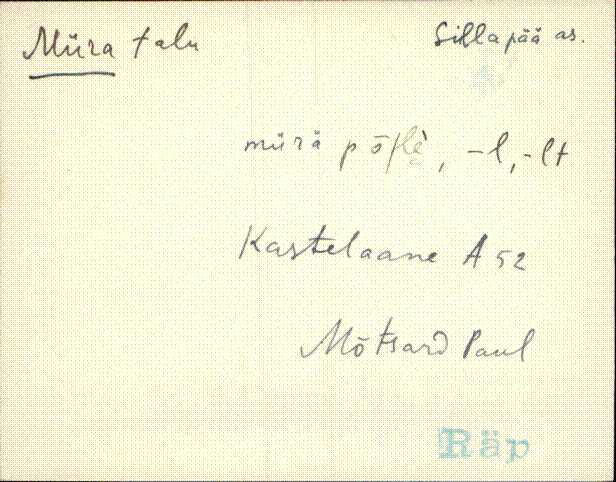 Müra talu
Sillapää as.
mürä põllè, -l, -lt
Kastelaane A 52
Mõtsard Paul
Räp